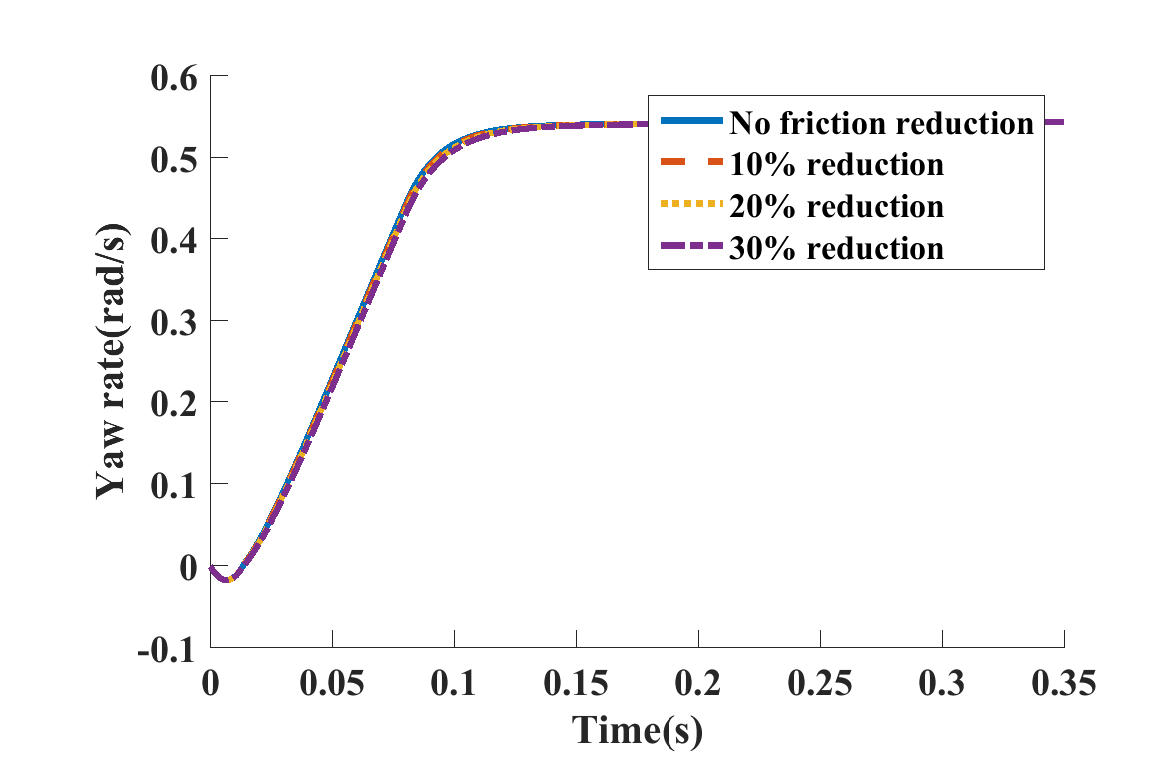 0.6
0.5
0.4
0.3
0.2
0.1
0
-0.1
Yaw rate(rad/s)
No friction reduction
10% reduction
20% reduction
30% reduction
0 0.05 0.1 0.15 0.2 0.25 0.3 0.35
Time(s)